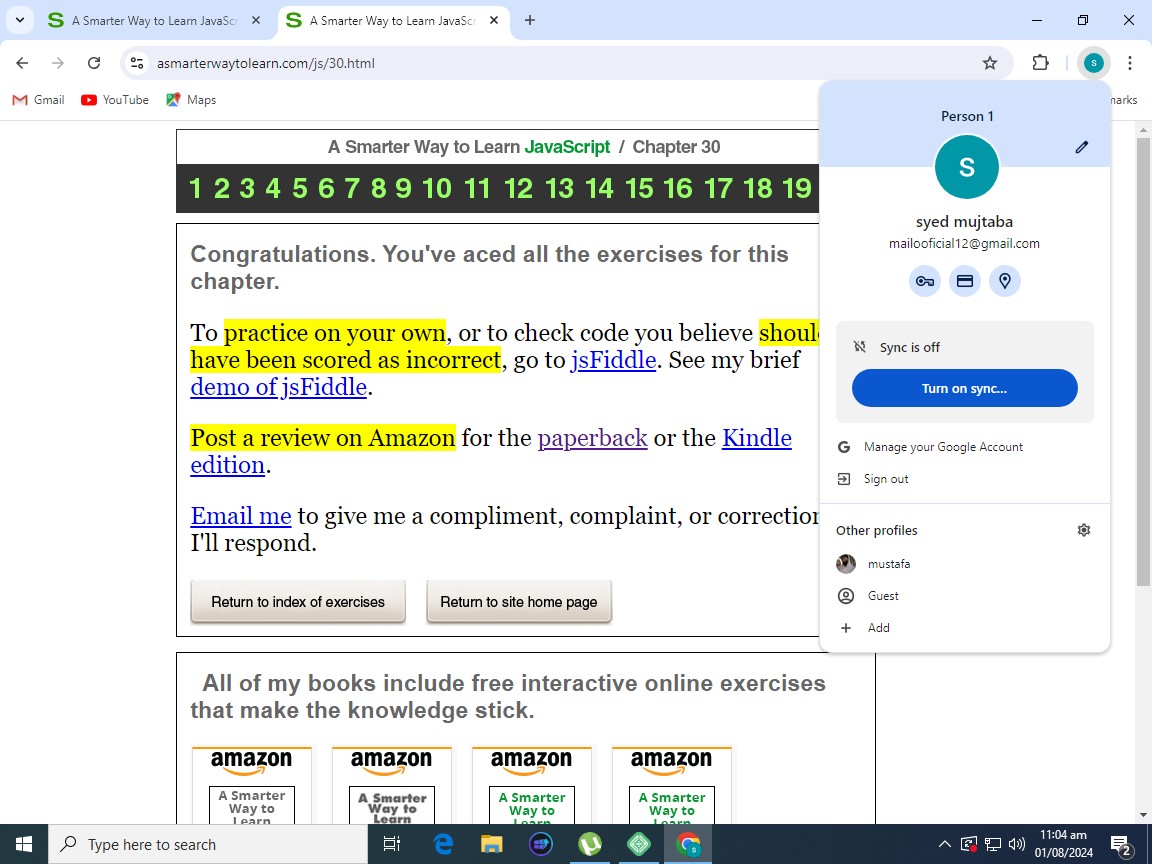 A Smarter Way to Learn JavaSc
A Smarter Way to Learn JavaSc
asmarterwaytolearn.com/js/30.html
S
Gmail
YouTube
Maps
marks
A Smarter Way to Learn JavaScript / Chapter 30
1 2 3 4 5 6 7 8 9 10 11 12 13 14 15 16 17 18 19
Congratulations. You've aced all the exercises for this
chapter.
To practice on your own, or to check code you believe shoul
have been scored as incorrect, go to jsFiddle. See my brief
demo of jsFiddle.
Post a review on Amazon for the paperback or the Kindle
edition.
Email me to give me a compliment, complaint, or correction
I'll respond.
Return to index of exercises
Return to site home page
All of my books include free interactive online exercises
that make the knowledge stick.
amazon
amazon
amazon
amazon
A Smarter
Way to
Learn
A Smarter
Way to
Learn
A Smarter
Way to
Learn
A Smarter
Way to
Learn
Person 1
S
syed mujtaba
mailooficial12@gmail.com
Sync is off
Turn on sync...
Manage your Google Account
Sign out
Other profiles
mustafa
Guest
Add
Type here to search
11:04 am
01/08/2024
2